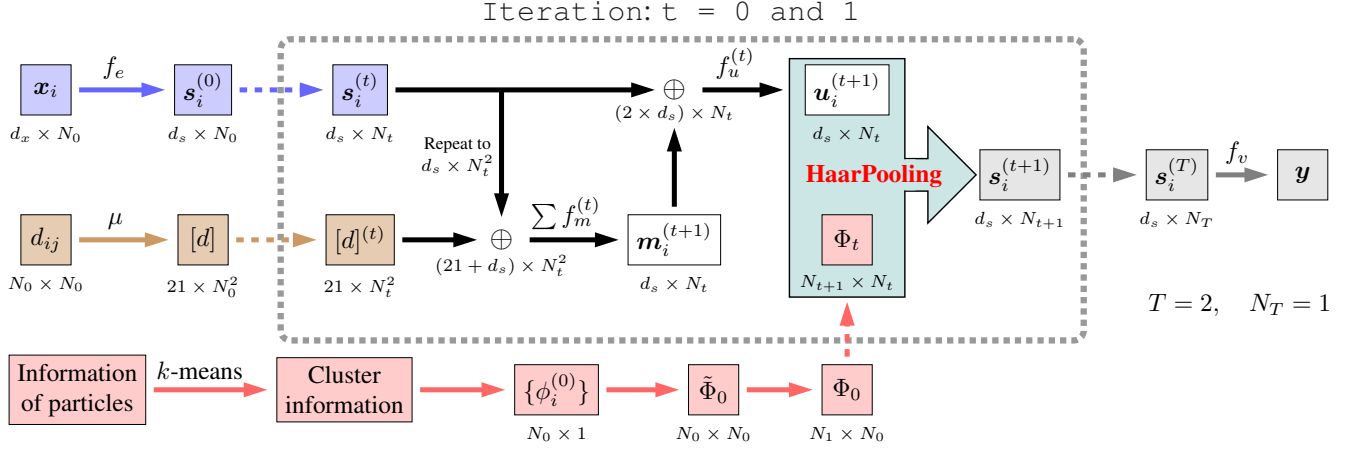 Iteration: t = 0 and 1
x_i f_e s_i^{(0)} s_i^{(t)} ⊕ f_u^{(t)} u_i^{(t+1)}
d_x × N_0 d_s × N_0 d_s × N_t (2 × d_s) × N_t d_s × N_t
Repeat to
d_s × N_t^2
HaarPooling s_i^{(t+1)} s_i^{(T)} f_v y
d_s × N_{t+1} d_s × N_T
d_{ij} μ [d] [d]^{(t)} ⊕ ∑ f_m^{(t)} m_i^{(t+1)} Φ_t
N_0 × N_0 21 × N_0^2 21 × N_t^2 (21 + d_s) × N_t^2 d_s × N_t N_{t+1} × N_t
T = 2, N_T = 1
Information
of particles
k-means
Cluster
information
{φ_i^{(0)}} Φ̃_0 Φ_0
N_0 × 1 N_0 × N_0 N_1 × N_0